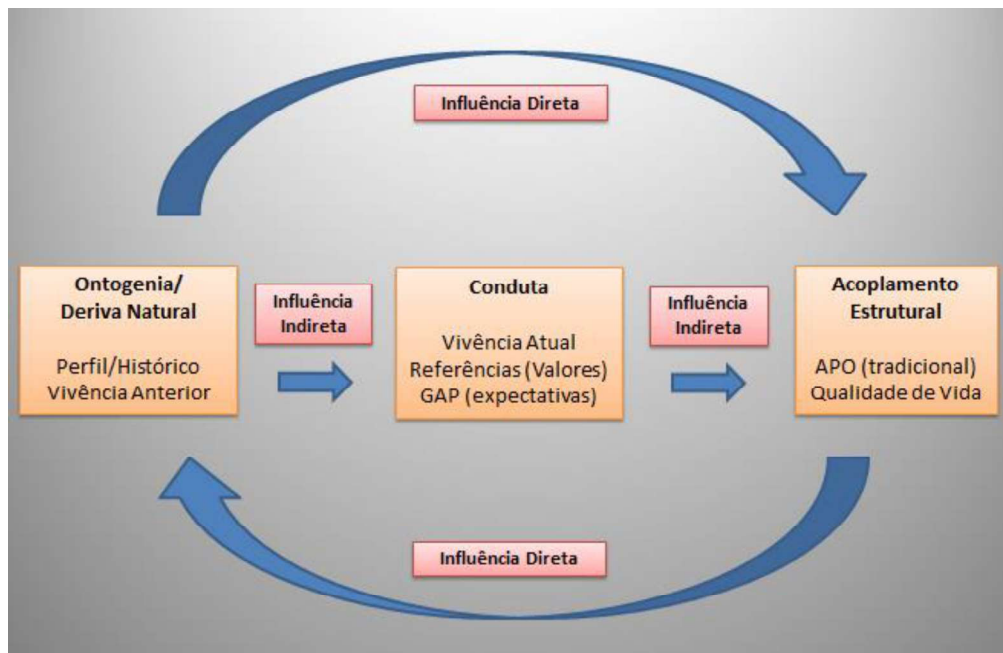 Influência Direta
Ontogenia/
Deriva Natural
Perfil/Histórico
Vivência Anterior
Influência
Indireta
Conduta
Vivência Atual
Referências (Valores)
GAP (expectativas)
Influência
Indireta
Acoplamento
Estrutural
APO (tradicional)
Qualidade de Vida
Influência Direta